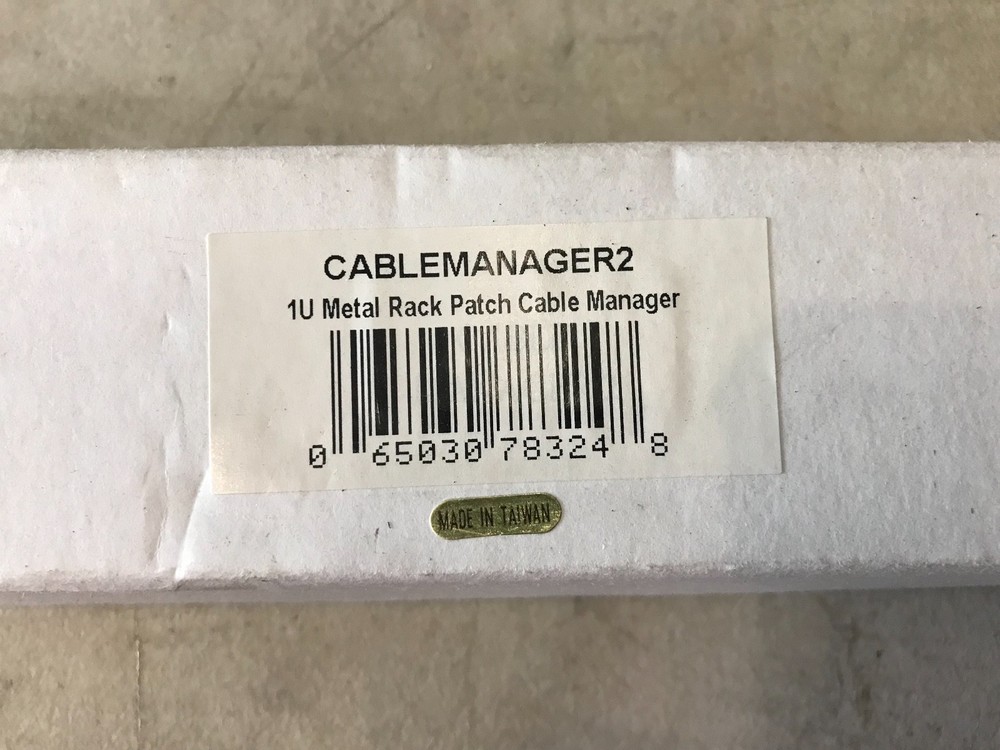 CABLEMANAGER2
1U Metal Rack Patch Cable Manager
0 65030 78324 8
MADE IN TAIWAN